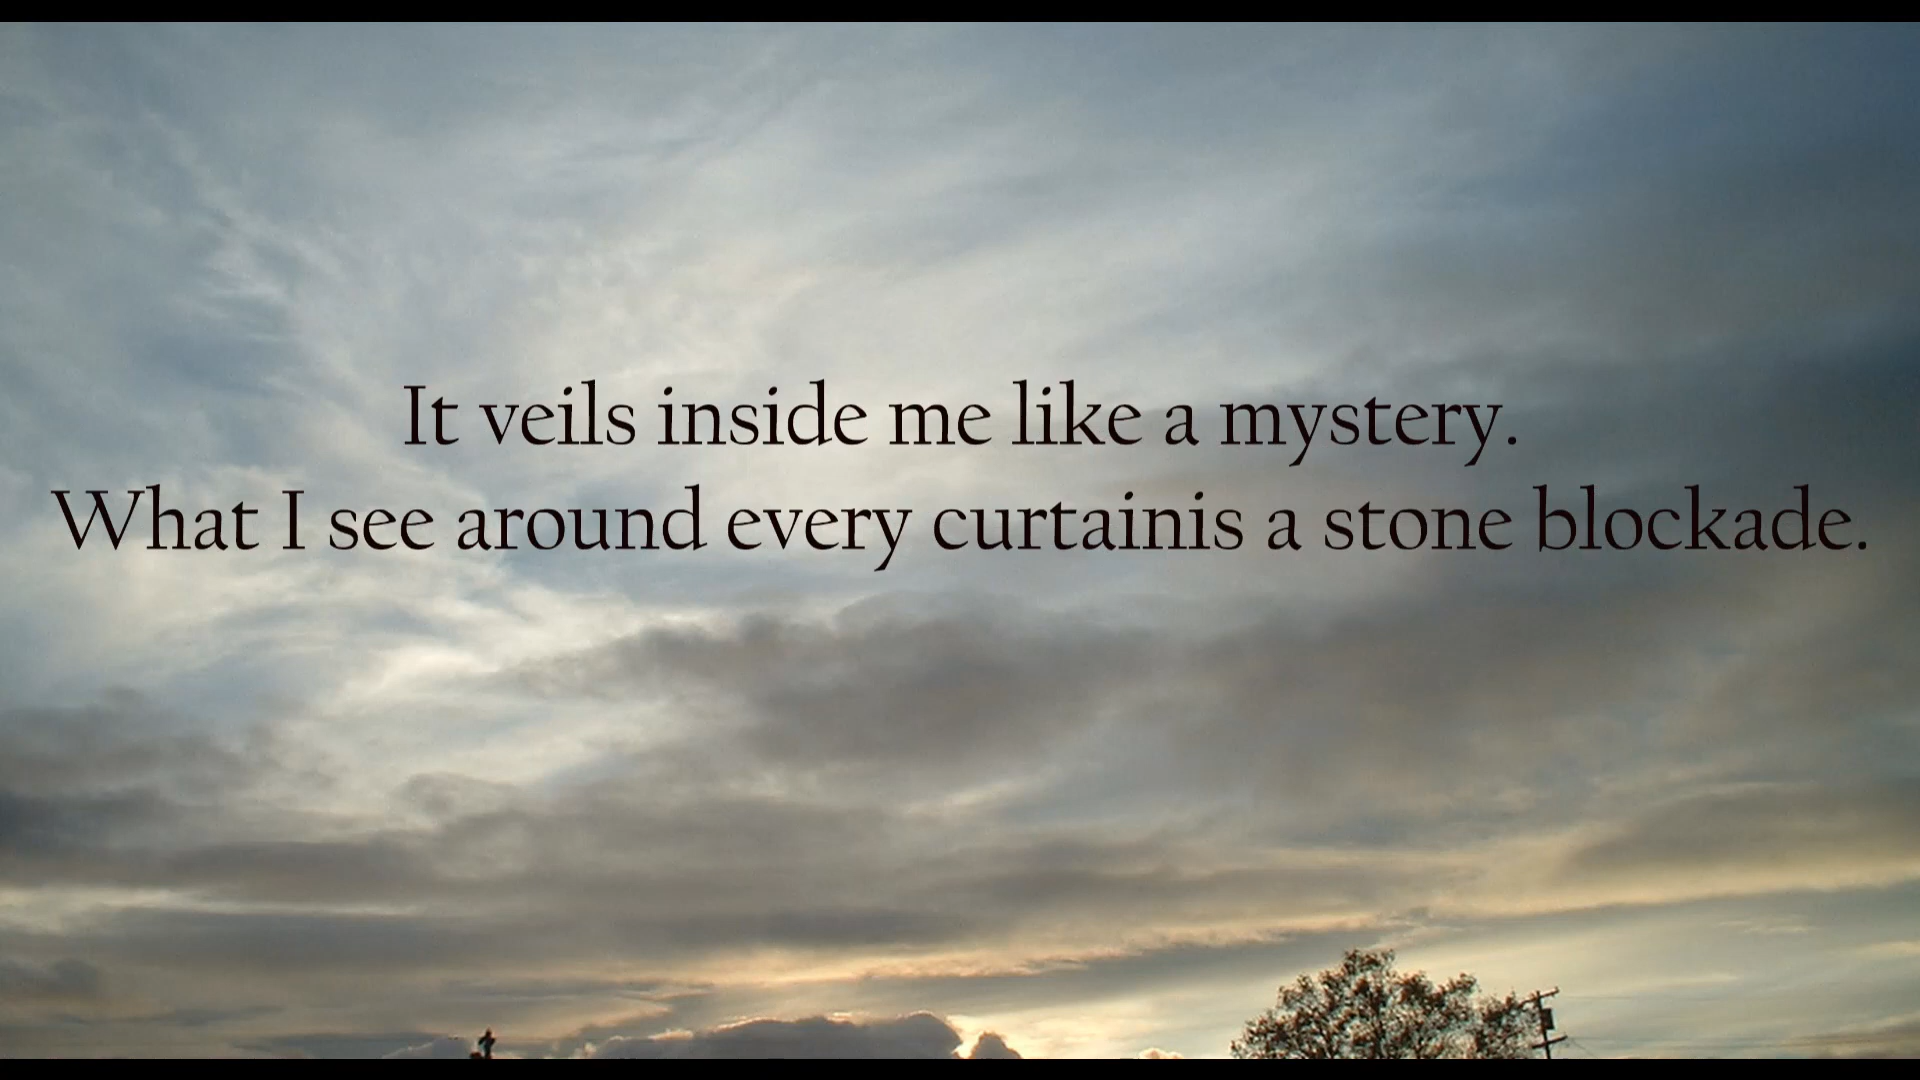 It veils inside me like a mystery.
What I see around every curtainis a stone blockade.